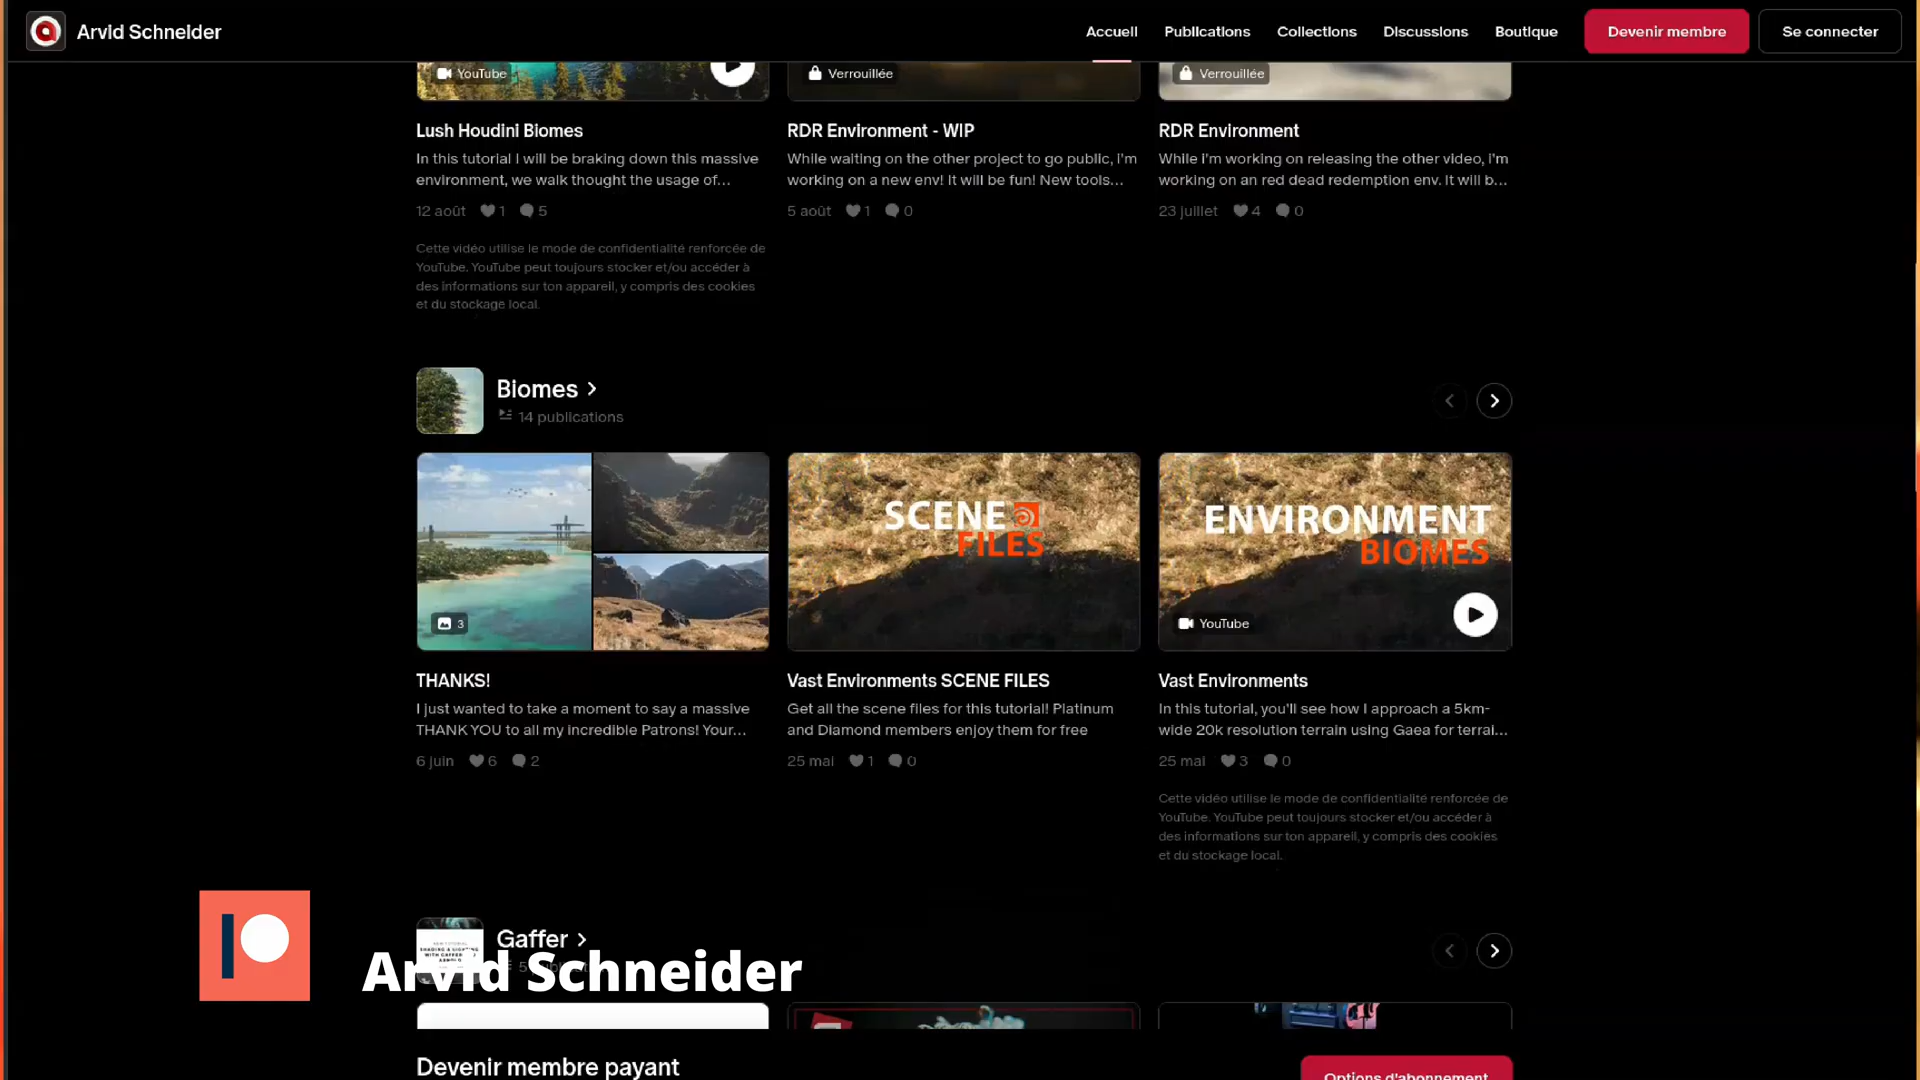 Arvid Schneider
Accueil
Publications
Collections
Discussions
Boutique
Devenir membre
Se connecter
YouTube
Verrouillée
Verrouillée
Lush Houdini Biomes
In this tutorial I will be braking down this massive
environment, we walk thought the usage of...
12 août 1 5
Cette vidéo utilise le mode de confidentialité renforcée de
YouTube. YouTube peut toujours stocker et/ou accéder à
des informations sur ton appareil, y compris des cookies
et du stockage local.
RDR Environment - WIP
While waiting on the other project to go public, I'm
working on a new env! It will be fun! New tools...
5 août 1 0
RDR Environment
While I'm working on releasing the other video, I'm
working on an red dead redemption env. It will b...
23 juillet 4 0
Biomes
14 publications
3
THANKS!
I just wanted to take a moment to say a massive
THANK YOU to all my incredible Patrons! Your...
6 juin 6 2
SCENE
FILES
Vast Environments SCENE FILES
Get all the scene files for this tutorial! Platinum
and Diamond members enjoy them for free
25 mai 1 0
ENVIRONMENT
BIOMES
YouTube
Vast Environments
In this tutorial, you'll see how I approach a 5km-
wide 20k resolution terrain using Gaea for terrai...
25 mai 3 0
Cette vidéo utilise le mode de confidentialité renforcée de
YouTube. YouTube peut toujours stocker et/ou accéder à
des informations sur ton appareil, y compris des cookies
et du stockage local.
Gaffer
Arvid Schneider
Devenir membre payant
Options d'abonnement